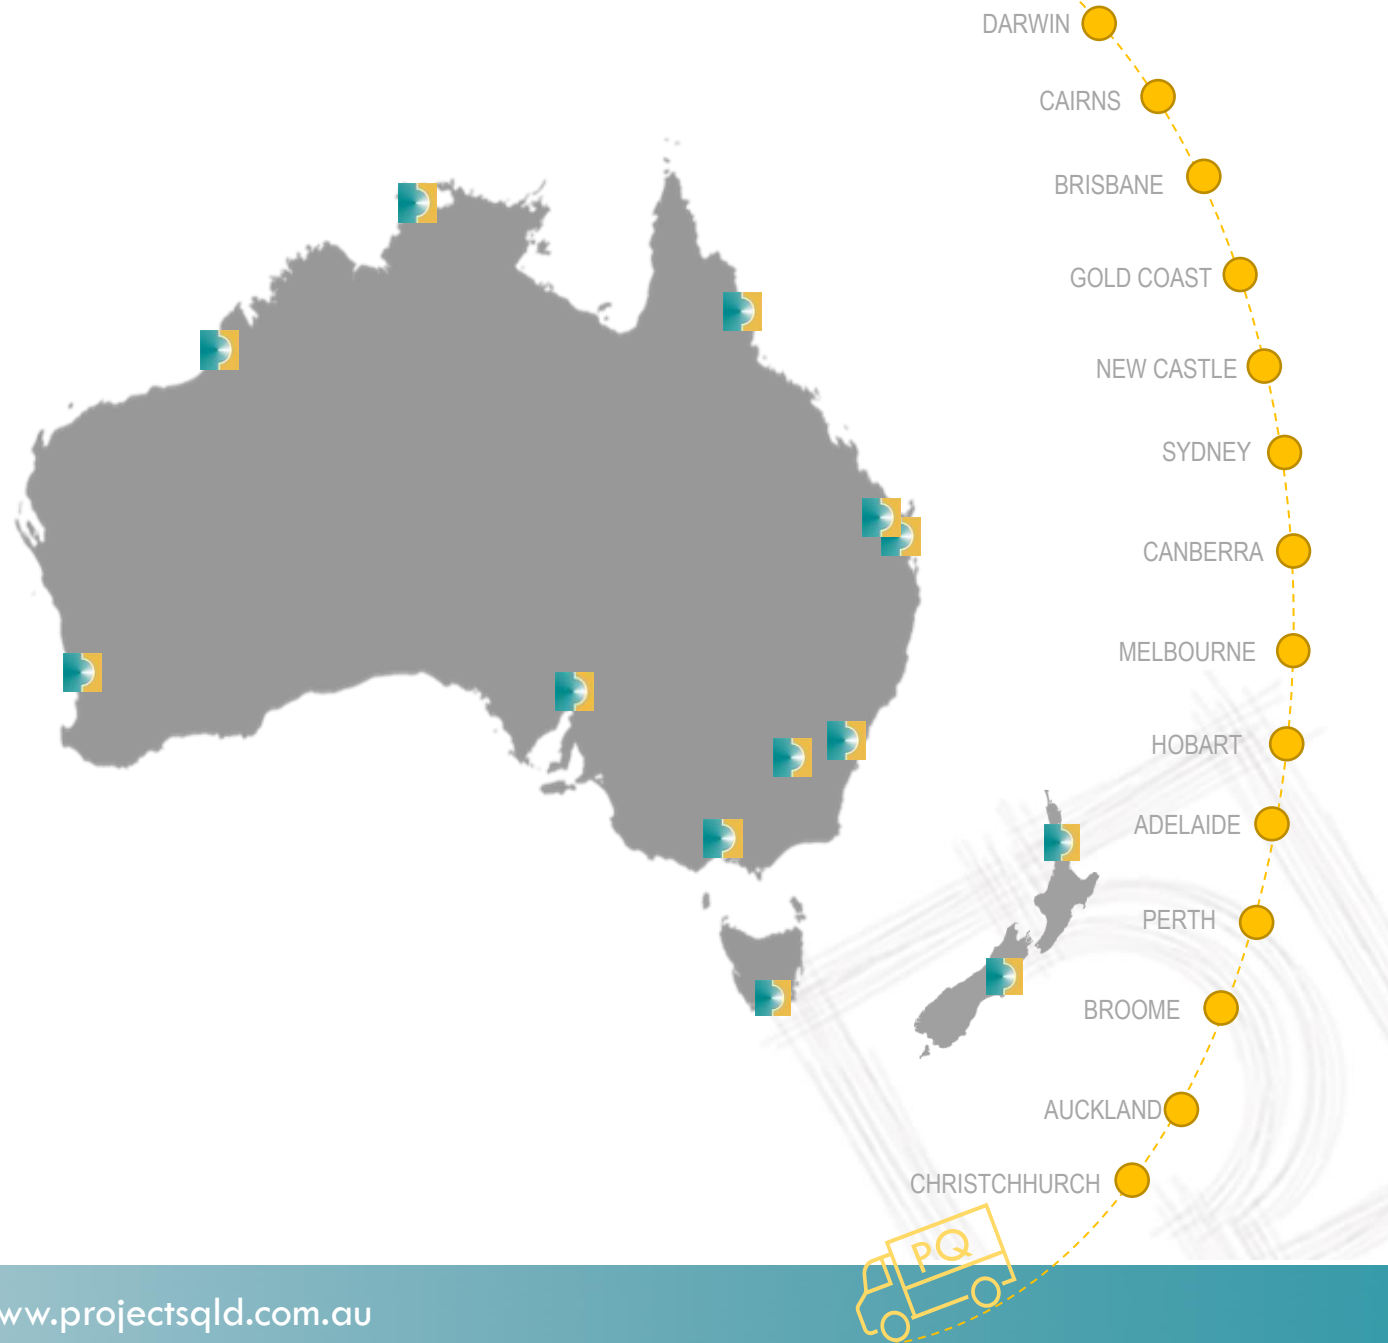 DARWIN
CAIRNS
BRISBANE
GOLD COAST
NEW CASTLE
SYDNEY
CANBERRA
MELBOURNE
HOBART
ADELAIDE
PERTH
BROOME
AUCKLAND
CHRISTCHHURCH
PQ
ww.projectsqld.com.au